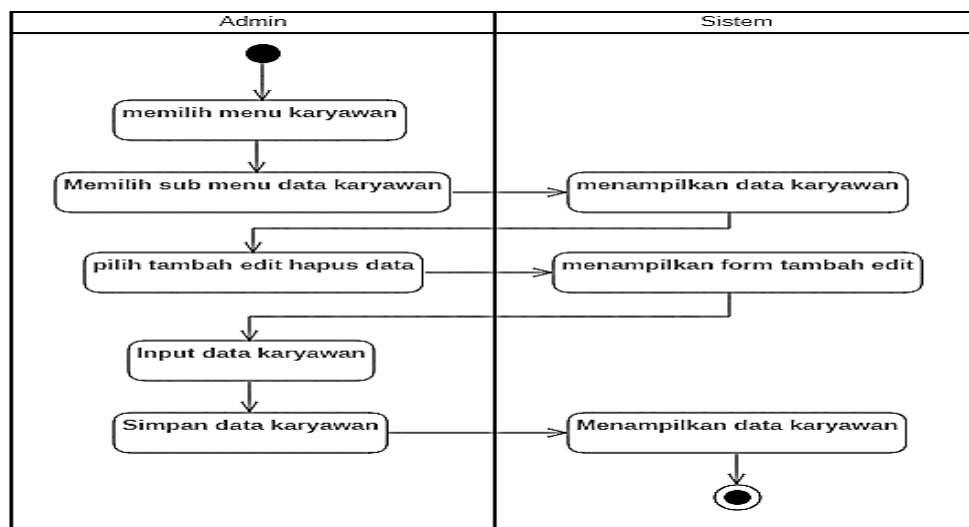 Admin
Sistem
memilih menu karyawan
Memilih sub menu data karyawan
menampilkan data karyawan
pilih tambah edit hapus data
menampilkan form tambah edit
Input data karyawan
Simpan data karyawan
Menampilkan data karyawan